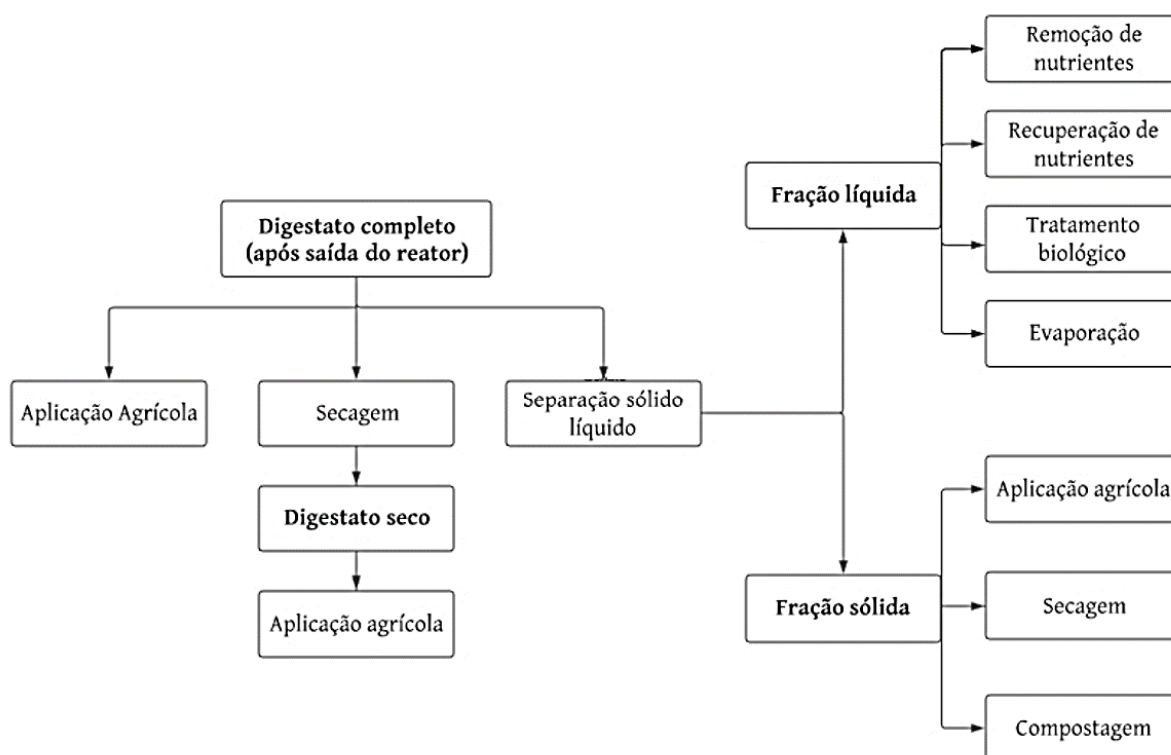 Digestato completo
(após saída do reator)
Aplicação Agrícola
Secagem
Digestato seco
Aplicação agrícola
Separação sólido
líquido
Fração líquida
Remoção de
nutrientes
Recuperação de
nutrientes
Tratamento
biológico
Evaporação
Fração sólida
Aplicação agrícola
Secagem
Compostagem